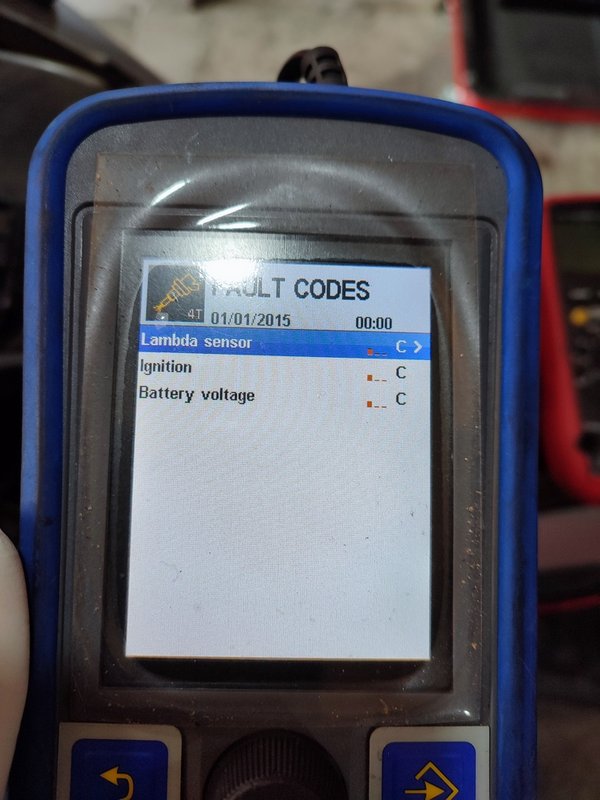 FAULT CODES
4T
01/01/2015 00:00
Lambda sensor C
Ignition C
Battery voltage C